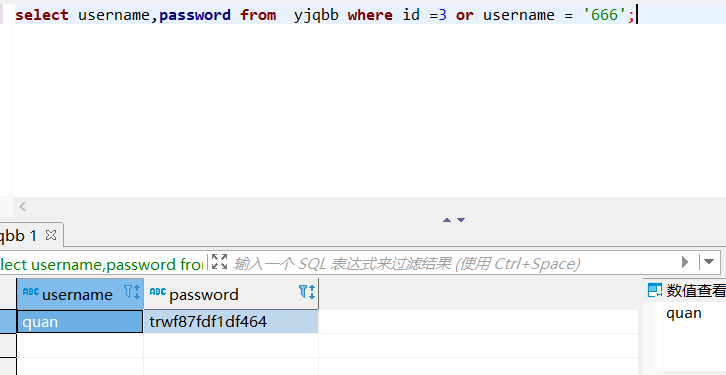 select username,password from  yjqbb where id =3 or username = '666';
qbb 1
lect username,password fro
输入一个 SQL 表达式来过滤结果 (使用 Ctrl+Space)
ABC username
ABC password
数值查看
quan
trwf87fdf1df464
quan